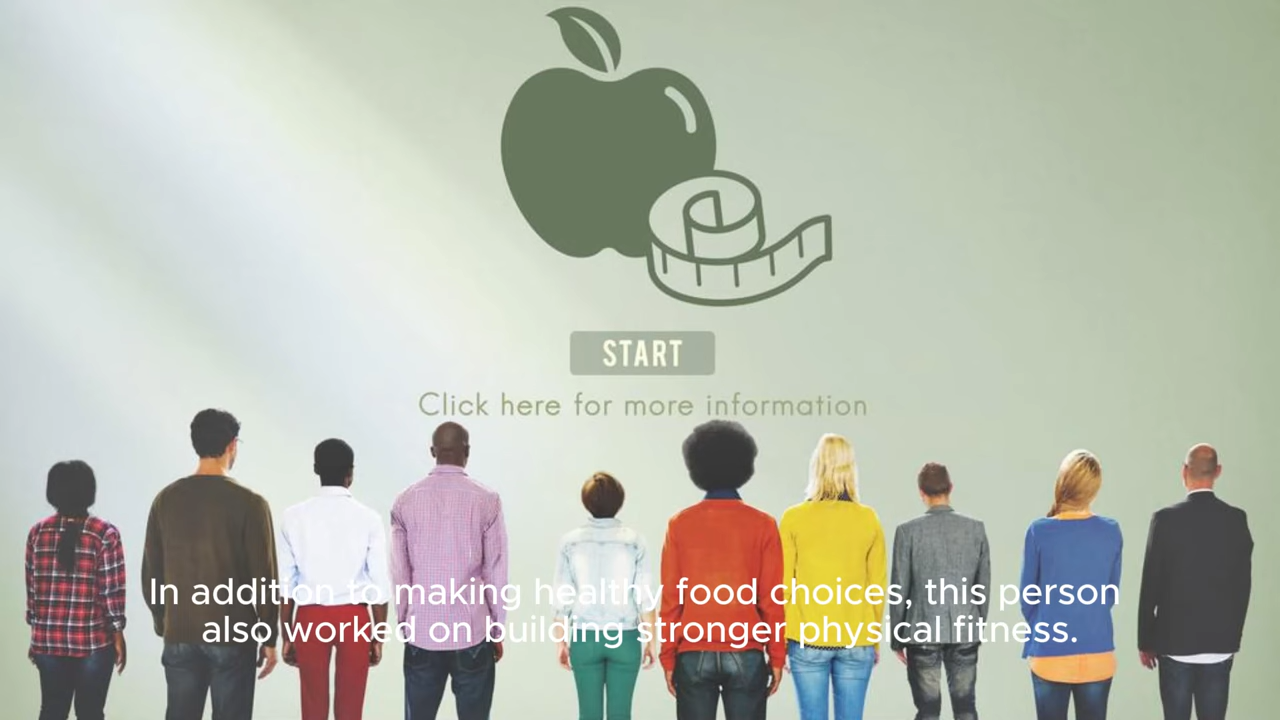 START
Click here for more information
In addition to making healthy food choices, this person
also worked on building stronger physical fitness.